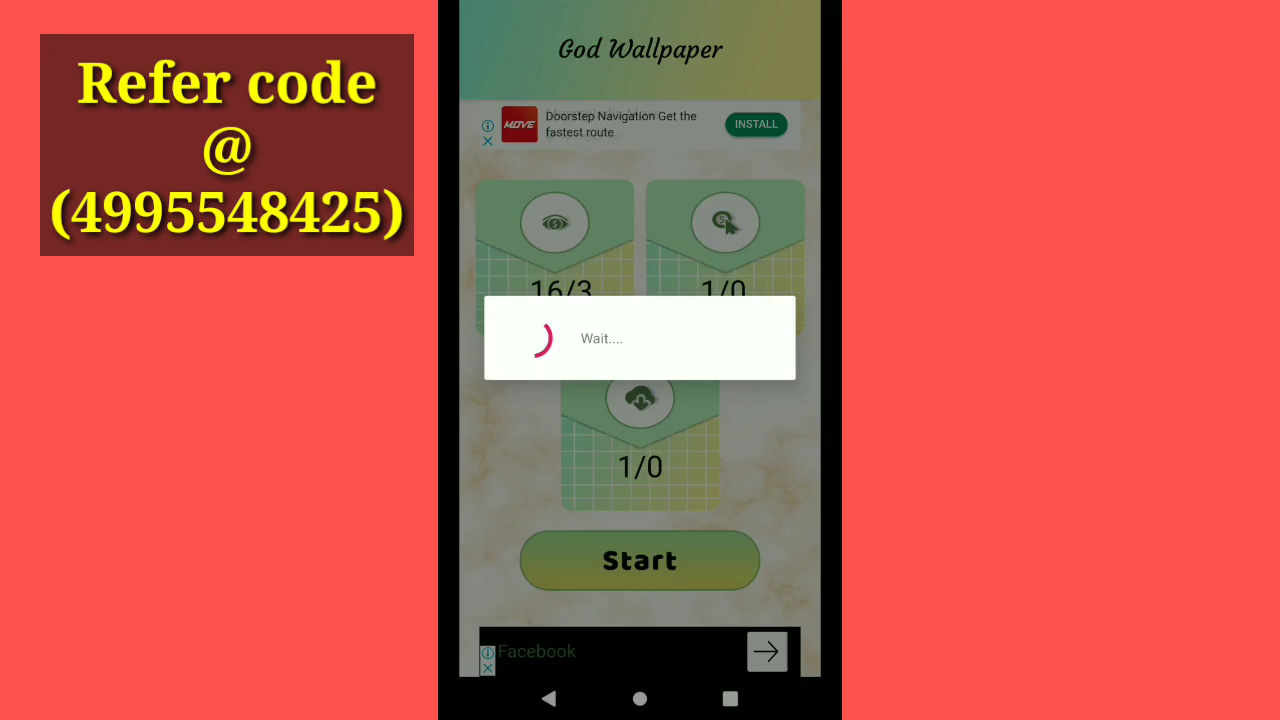 Refer code
@
(4995548425)
God Wallpaper
MOVE
Doorstep Navigation Get the
fastest route
INSTALL
16/3
1/0
Wait....
1/0
Start
Facebook